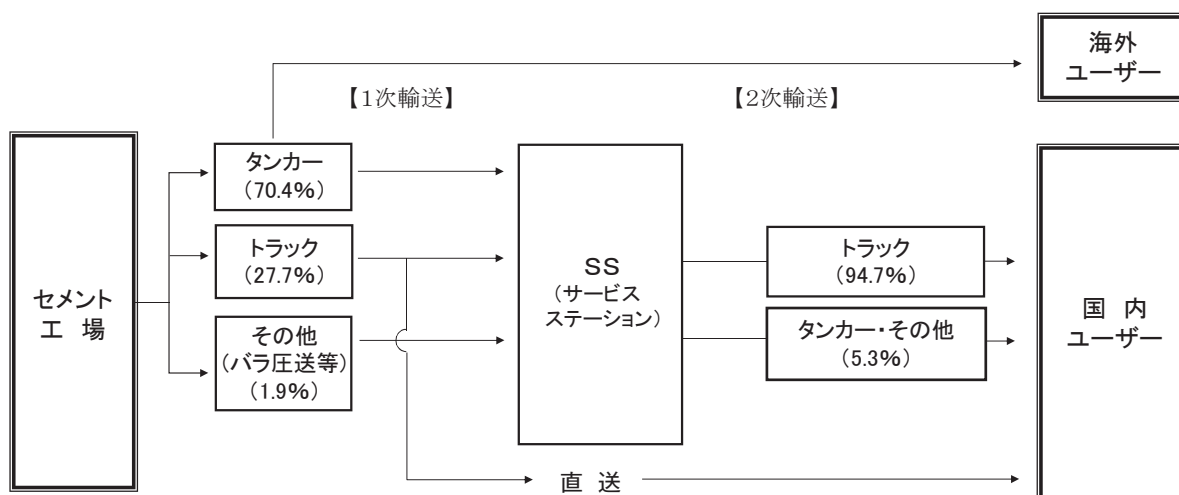 海外
ユーザー
【1次輸送】
【2次輸送】
セメント
工 場
タンカー
(70.4%)
トラック
(27.7%)
その他
(バラ圧送等)
(1.9%)
SS
(サービス
ステーション)
トラック
(94.7%)
タンカー・その他
(5.3%)
国 内
ユーザー
直 送